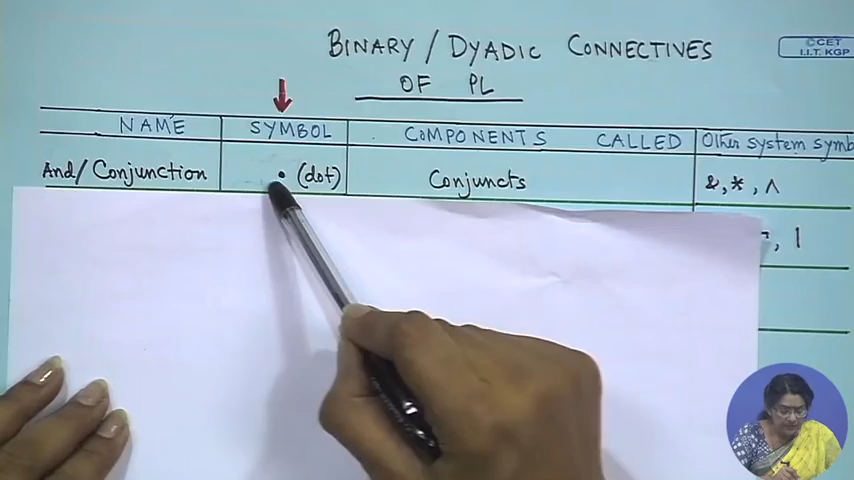 BINARY / DYADIC CONNECTIVES
OF PL
© CET
I.I.T. KGP
NAME SYMBOL COMPONENTS CALLED Other system symb
And/Conjunction • (dot) Conjuncts &, *, ∧
, |